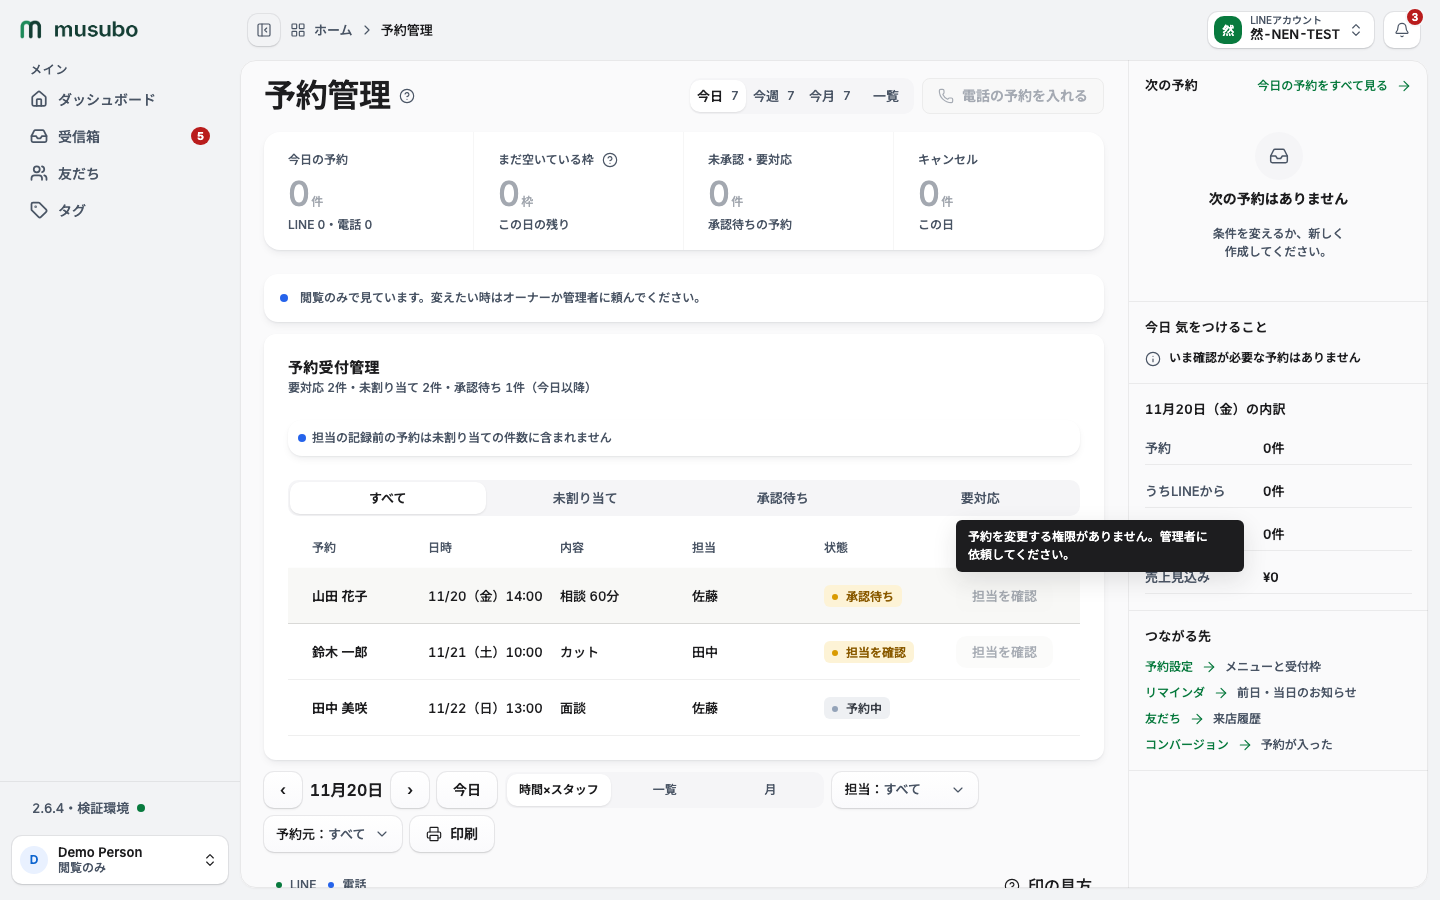 musubo
メイン
ダッシュボード
受信箱 5
友だち
タグ
2.6.4・検証環境
D Demo Person
閲覧のみ
ホーム > 予約管理
LINEアカウント
然 然-NEN-TEST
3
予約管理
今日 7 今週 7 今月 7 一覧
電話の予約を入れる
今日の予約
0件
LINE 0・電話 0
まだ空いている枠
0枠
この日の残り
未承認・要対応
0件
承認待ちの予約
キャンセル
0件
この日
閲覧のみで見ています。変えたい時はオーナーか管理者に頼んでください。
予約受付管理
要対応 2件・未割り当て 2件・承認待ち 1件（今日以降）
担当の記録前の予約は未割り当ての件数に含まれません
すべて 未割り当て 承認待ち 要対応
予約を変更する権限がありません。管理者に
依頼してください。
予約 日時 内容 担当 状態
山田 花子 11/20（金）14:00 相談 60分 佐藤 承認待ち 担当を確認
鈴木 一郎 11/21（土）10:00 カット 田中 担当を確認 担当を確認
田中 美咲 11/22（日）13:00 面談 佐藤 予約中
‹ 11月20日 › 今日 時間×スタッフ 一覧 月 担当：すべて
予約元：すべて 印刷
LINE 電話 印の見方
次の予約 今日の予約をすべて見る
次の予約はありません
条件を変えるか、新しく
作成してください。
今日 気をつけること
いま確認が必要な予約はありません
11月20日（金）の内訳
予約 0件
うちLINEから 0件
0件
売上見込み ¥0
つながる先
予約設定 → メニューと受付枠
リマインダ → 前日・当日のお知らせ
友だち → 来店履歴
コンバージョン → 予約が入った